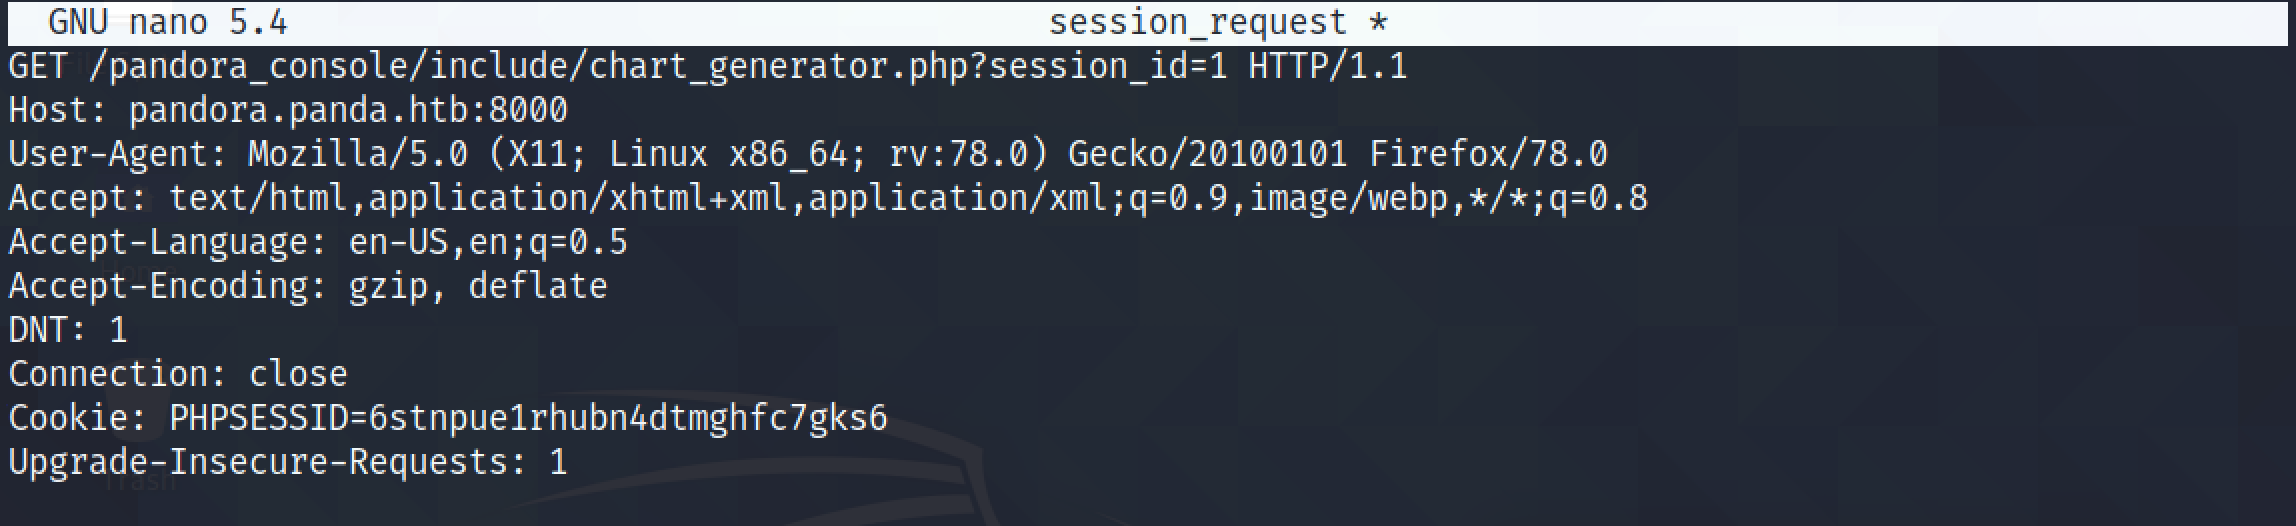 GNU nano 5.4 session_request *
GET /pandora_console/include/chart_generator.php?session_id=1 HTTP/1.1
Host: pandora.panda.htb:8000
User-Agent: Mozilla/5.0 (X11; Linux x86_64; rv:78.0) Gecko/20100101 Firefox/78.0
Accept: text/html,application/xhtml+xml,application/xml;q=0.9,image/webp,*/*;q=0.8
Accept-Language: en-US,en;q=0.5
Accept-Encoding: gzip, deflate
DNT: 1
Connection: close
Cookie: PHPSESSID=6stnpue1rhubn4dtmghfc7gks6
Upgrade-Insecure-Requests: 1
Trash